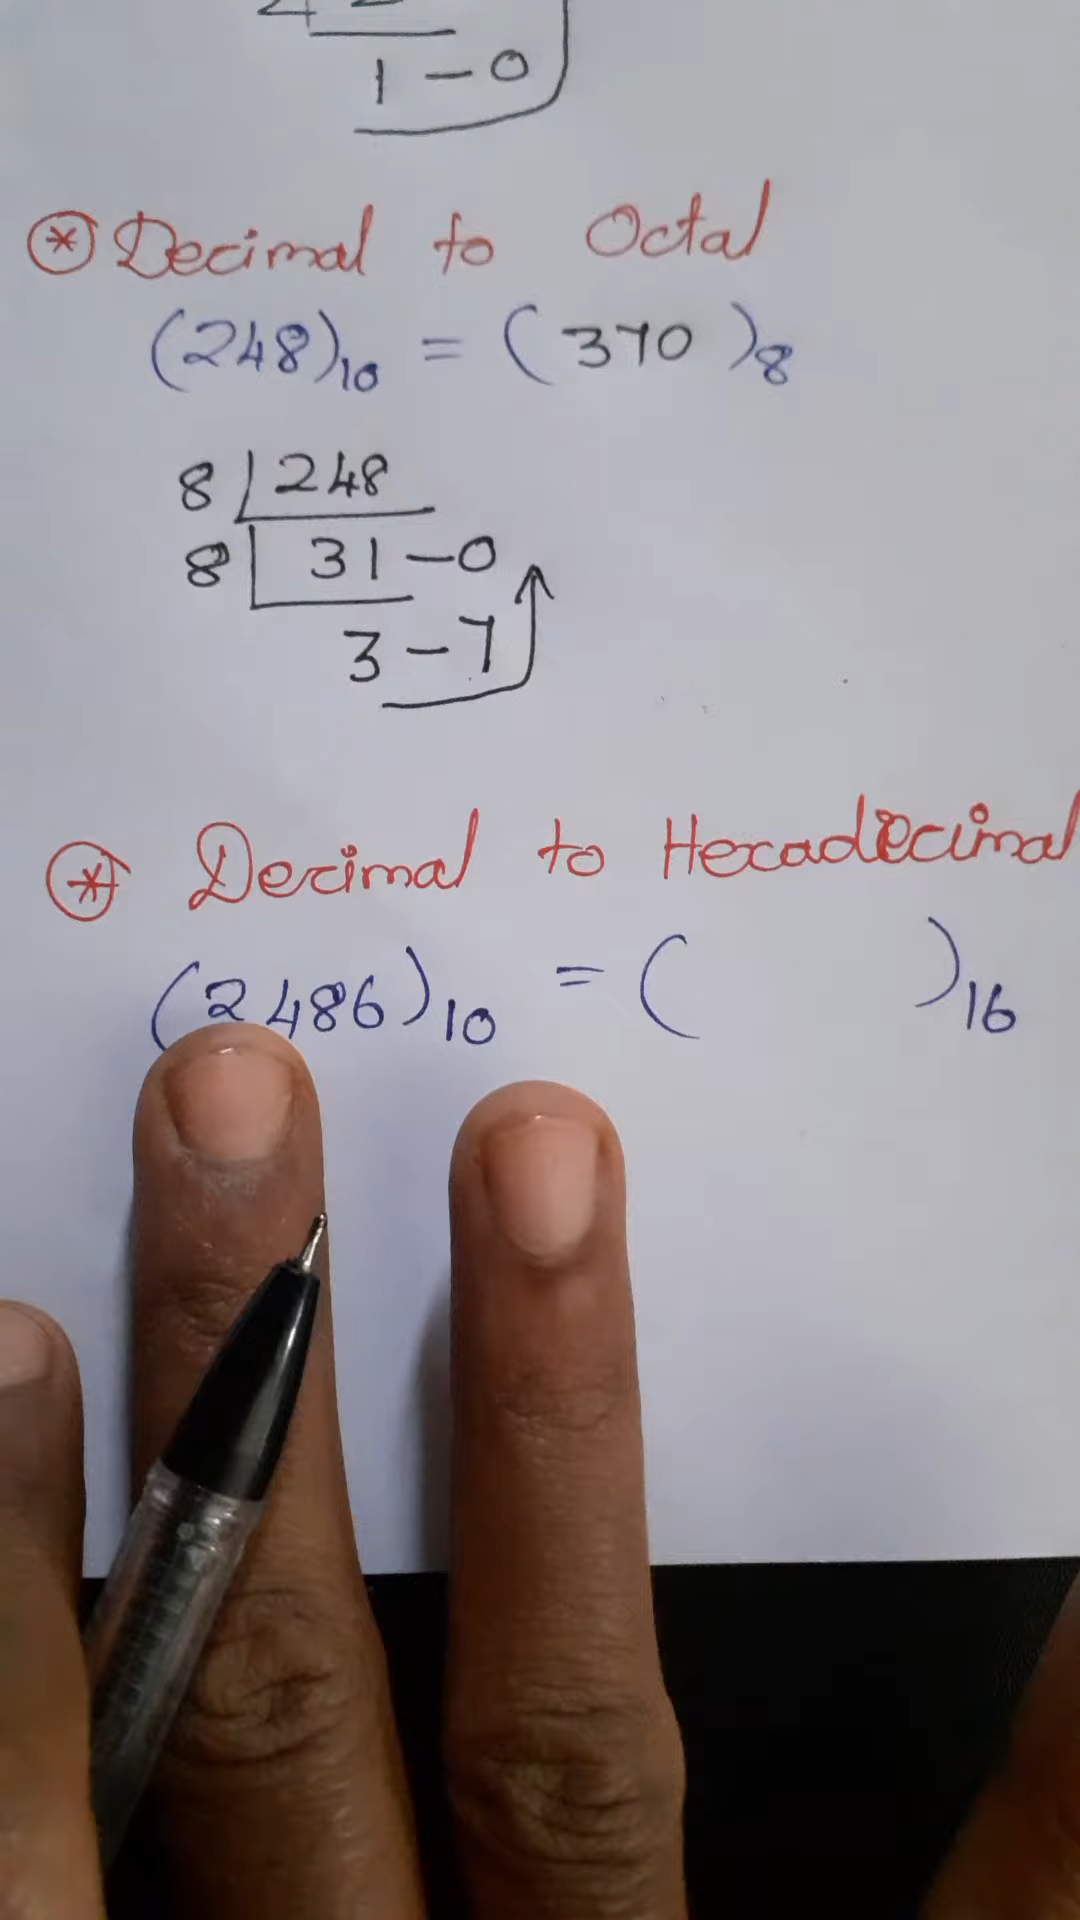 1 - 0
* Decimal to Octal
(248)10 = (370)8
8 | 248
8 | 31 - 0
3 - 7
* Decimal to Hexadecimal
(2486)10 = ( )16